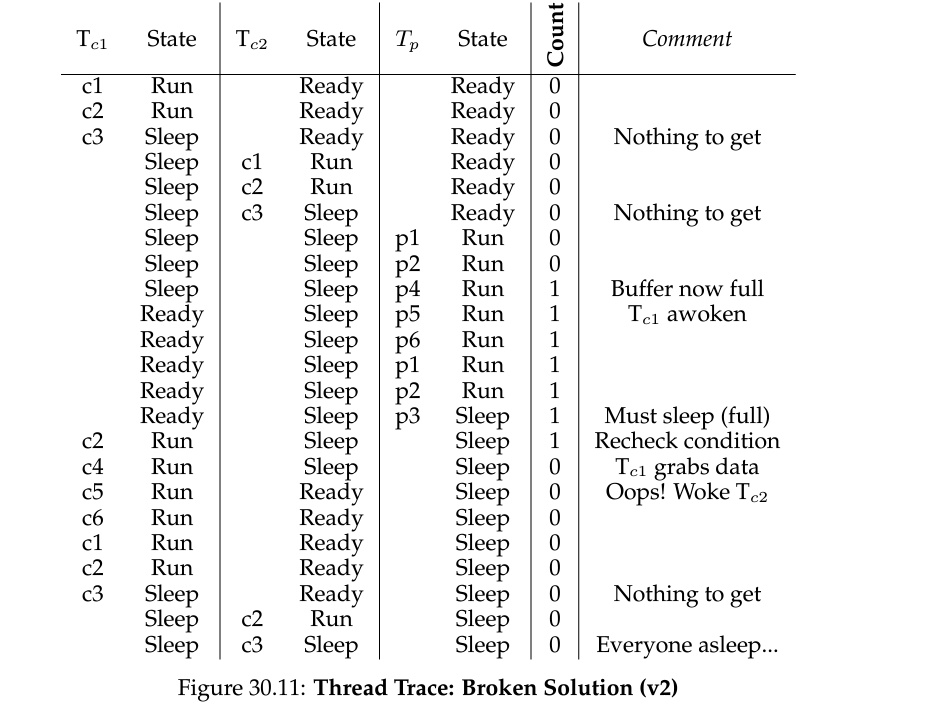 T_{c1} State T_{c2} State T_p State Count Comment
c1 Run Ready Ready 0
c2 Run Ready Ready 0
c3 Sleep Ready Ready 0 Nothing to get
Sleep c1 Run Ready 0
Sleep c2 Run Ready 0
Sleep c3 Sleep Ready 0 Nothing to get
Sleep Sleep p1 Run 0
Sleep Sleep p2 Run 0
Sleep Sleep p4 Run 1 Buffer now full
Ready Sleep p5 Run 1 T_{c1} awoken
Ready Sleep p6 Run 1
Ready Sleep p1 Run 1
Ready Sleep p2 Run 1
Ready Sleep p3 Sleep 1 Must sleep (full)
c2 Run Sleep Sleep 1 Recheck condition
c4 Run Sleep Sleep 0 T_{c1} grabs data
c5 Run Ready Sleep 0 Oops! Woke T_{c2}
c6 Run Ready Sleep 0
c1 Run Ready Sleep 0
c2 Run Ready Sleep 0
c3 Sleep Ready Sleep 0 Nothing to get
Sleep c2 Run Sleep 0
Sleep c3 Sleep Sleep 0 Everyone asleep...
Figure 30.11: Thread Trace: Broken Solution (v2)